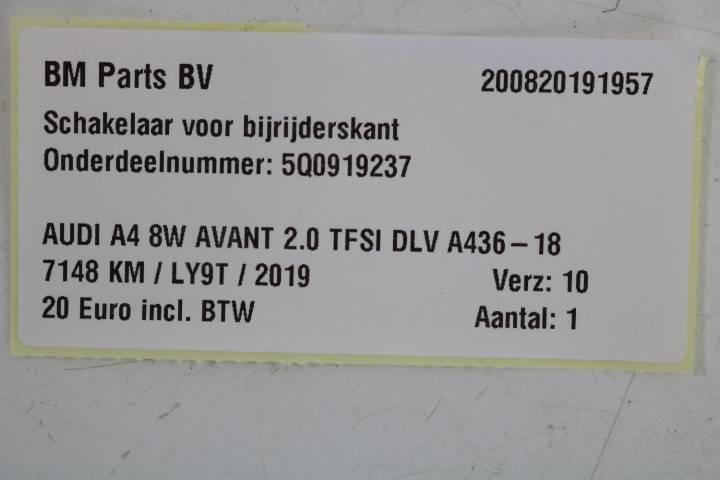 BM Parts BV 200820191957
Schakelaar voor bijrijderskant
Onderdeelnummer: 5Q0919237
AUDI A4 8W AVANT 2.0 TFSI DLV A436-18
7148 KM / LY9T / 2019 Verz: 10
20 Euro incl. BTW Aantal: 1